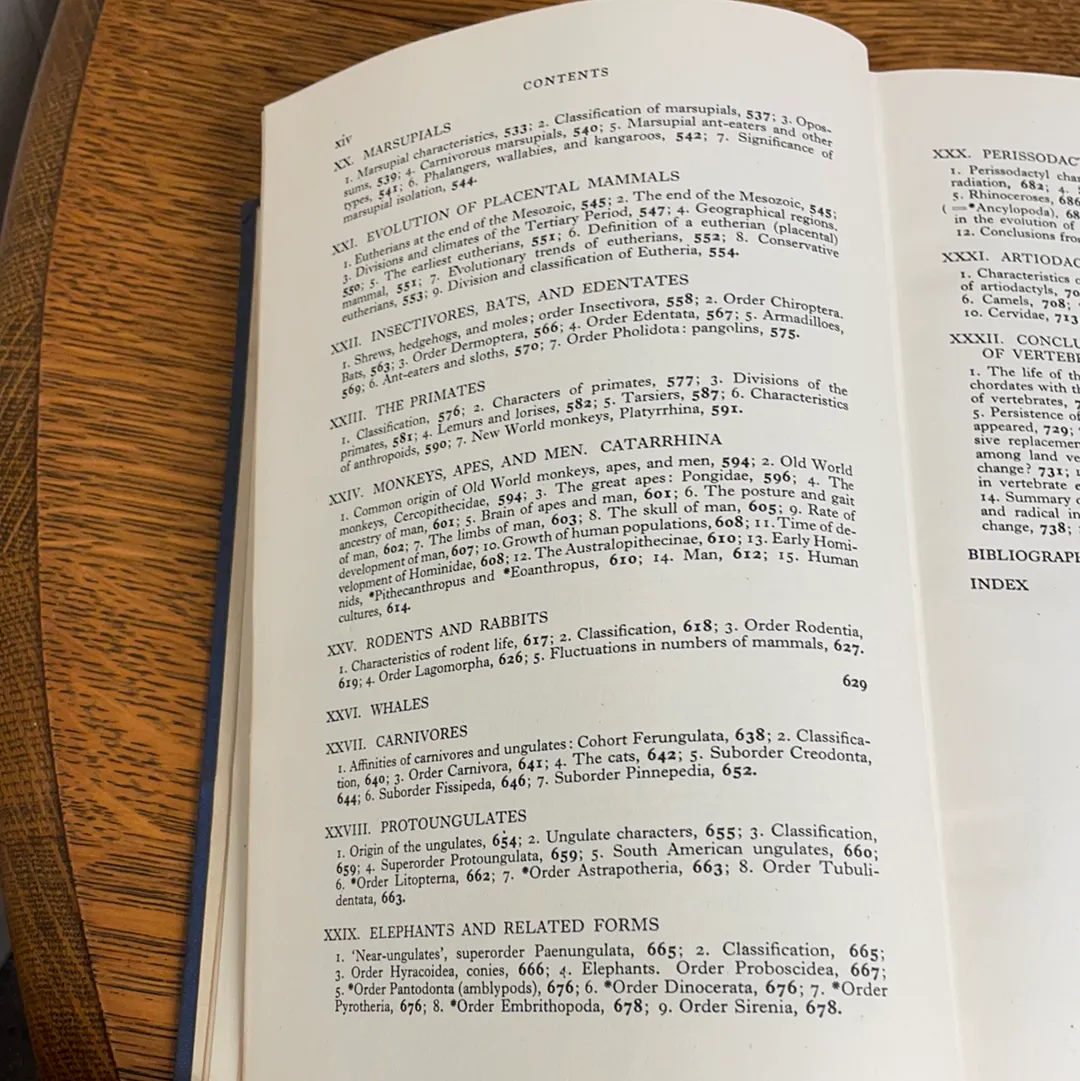 CONTENTS
xiv
XX. MARSUPIALS
1. Marsupial characteristics, 533; 2. Classification of marsupials, 537; 3. Opos-
sums, 539; 4. Carnivorous marsupials, 540; 5. Marsupial ant-eaters and other
types, 541; 6. Phalangers, wallabies, and kangaroos, 542; 7. Significance of
marsupial isolation, 544.
XXI. EVOLUTION OF PLACENTAL MAMMALS
1. Eutherians at the end of the Mesozoic, 545; 2. The end of the Mesozoic, 545;
3. Divisions and climates of the Tertiary Period, 547; 4. Geographical regions,
550; 5. The earliest eutherians, 551; 6. Definition of a eutherian (placental)
mammal, 551; 7. Evolutionary trends of eutherians, 552; 8. Conservative
eutherians, 553; 9. Division and classification of Eutheria, 554.
XXII. INSECTIVORES, BATS, AND EDENTATES
1. Shrews, hedgehogs, and moles; order Insectivora, 558; 2. Order Chiroptera.
Bats, 563; 3. Order Dermoptera, 566; 4. Order Edentata, 567; 5. Armadilloes,
569; 6. Ant-eaters and sloths, 570; 7. Order Pholidota: pangolins, 575.
XXIII. THE PRIMATES
1. Classification, 576; 2. Characters of primates, 577; 3. Divisions of the
primates, 581; 4. Lemurs and lorises, 582; 5. Tarsiers, 587; 6. Characteristics
of anthropoids, 590; 7. New World monkeys, Platyrrhina, 591.
XXIV. MONKEYS, APES, AND MEN. CATARRHINA
1. Common origin of Old World monkeys, apes, and men, 594; 2. Old World
monkeys, Cercopithecidae, 594; 3. The great apes: Pongidae, 596; 4. The
ancestry of man, 601; 5. Brain of apes and man, 601; 6. The posture and gait
of man, 602; 7. The limbs of man, 603; 8. The skull of man, 605; 9. Rate of
development of man, 607; 10. Growth of human populations, 608; 11. Time of de-
velopment of Hominidae, 608; 12. The Australopithecinae, 610; 13. Early Homi-
nids, *Pithecanthropus and *Eoanthropus, 610; 14. Man, 612; 15. Human
cultures, 614.
XXV. RODENTS AND RABBITS
1. Characteristics of rodent life, 617; 2. Classification, 618; 3. Order Rodentia,
619; 4. Order Lagomorpha, 626; 5. Fluctuations in numbers of mammals, 627.
XXVI. WHALES 629
XXVII. CARNIVORES
1. Affinities of carnivores and ungulates: Cohort Ferungulata, 638; 2. Classifica-
tion, 640; 3. Order Carnivora, 641; 4. The cats, 642; 5. Suborder Creodonta,
644; 6. Suborder Fissipeda, 646; 7. Suborder Pinnepedia, 652.
XXVIII. PROTOUNGULATES
1. Origin of the ungulates, 654; 2. Ungulate characters, 655; 3. Classification,
659; 4. Superorder Protoungulata, 659; 5. South American ungulates, 660;
6. *Order Litopterna, 662; 7. *Order Astrapotheria, 663; 8. Order Tubuli-
dentata, 663.
XXIX. ELEPHANTS AND RELATED FORMS
1. ‘Near-ungulates’, superorder Paenungulata, 665; 2. Classification, 665;
3. Order Hyracoidea, conies, 666; 4. Elephants. Order Proboscidea, 667;
5. *Order Pantodonta (amblypods), 676; 6. *Order Dinocerata, 676; 7. *Order
Pyrotheria, 676; 8. *Order Embrithopoda, 678; 9. Order Sirenia, 678.
XXX. PERISSODAC
1. Perissodactyl cha
radiation, 682; 4.
5. Rhinoceroses, 686
(=*Ancylopoda), 68
in the evolution of
12. Conclusions fro
XXXI. ARTIODAC
1. Characteristics
of artiodactyls, 70
6. Camels, 708;
10. Cervidae, 713
XXXII. CONCLU
OF VERTEB
1. The life of th
chordates with t
of vertebrates, 7
5. Persistence of
appeared, 729;
sive replacemen
among land ve
change? 731; 1
in vertebrate
14. Summary
and radical in
change, 738;
BIBLIOGRAP
INDEX